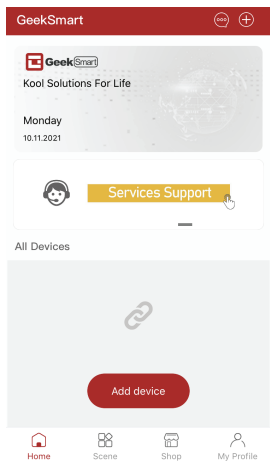 GeekSmart
Geek Smart
Kool Solutions For Life
Monday
10.11.2021
Services Support
All Devices
Add device
Home Scene Shop My Profile